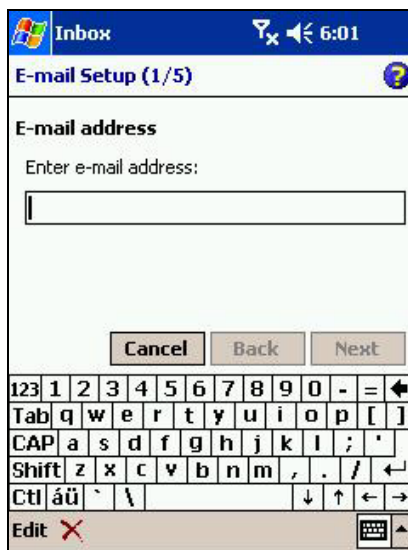 Inbox 6:01
E-mail Setup (1/5)
E-mail address
Enter e-mail address:
Cancel Back Next
123 1 2 3 4 5 6 7 8 9 0 - =
Tab q w e r t y u i o p [ ]
CAP a s d f g h j k l ; '
Shift z x c v b n m , . /
Ctl áü ` \
Edit